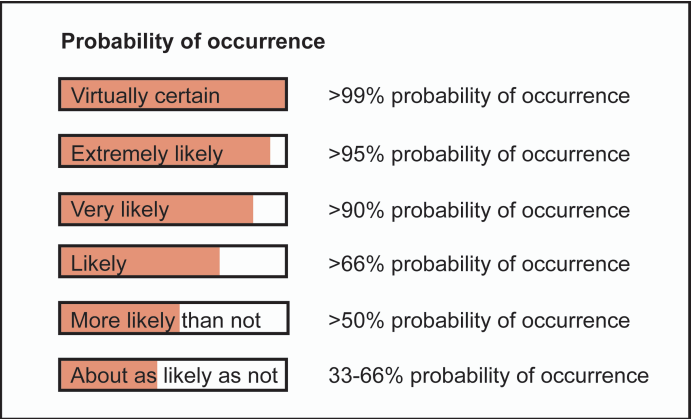 Probability of occurrence
Virtually certain >99% probability of occurrence
Extremely likely >95% probability of occurrence
Very likely >90% probability of occurrence
Likely >66% probability of occurrence
More likely than not >50% probability of occurrence
About as likely as not 33-66% probability of occurrence